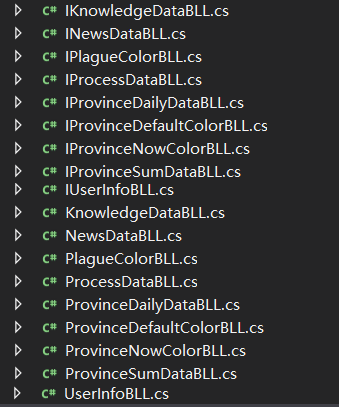 C# IKnowledgeDataBLL.cs
C# INewsDataBLL.cs
C# IPlagueColorBLL.cs
C# IProcessDataBLL.cs
C# IProvinceDailyDataBLL.cs
C# IProvinceDefaultColorBLL.cs
C# IProvinceNowColorBLL.cs
C# IProvinceSumDataBLL.cs
C# IUserInfoBLL.cs
C# KnowledgeDataBLL.cs
C# NewsDataBLL.cs
C# PlagueColorBLL.cs
C# ProcessDataBLL.cs
C# ProvinceDailyDataBLL.cs
C# ProvinceDefaultColorBLL.cs
C# ProvinceNowColorBLL.cs
C# ProvinceSumDataBLL.cs
C# UserInfoBLL.cs